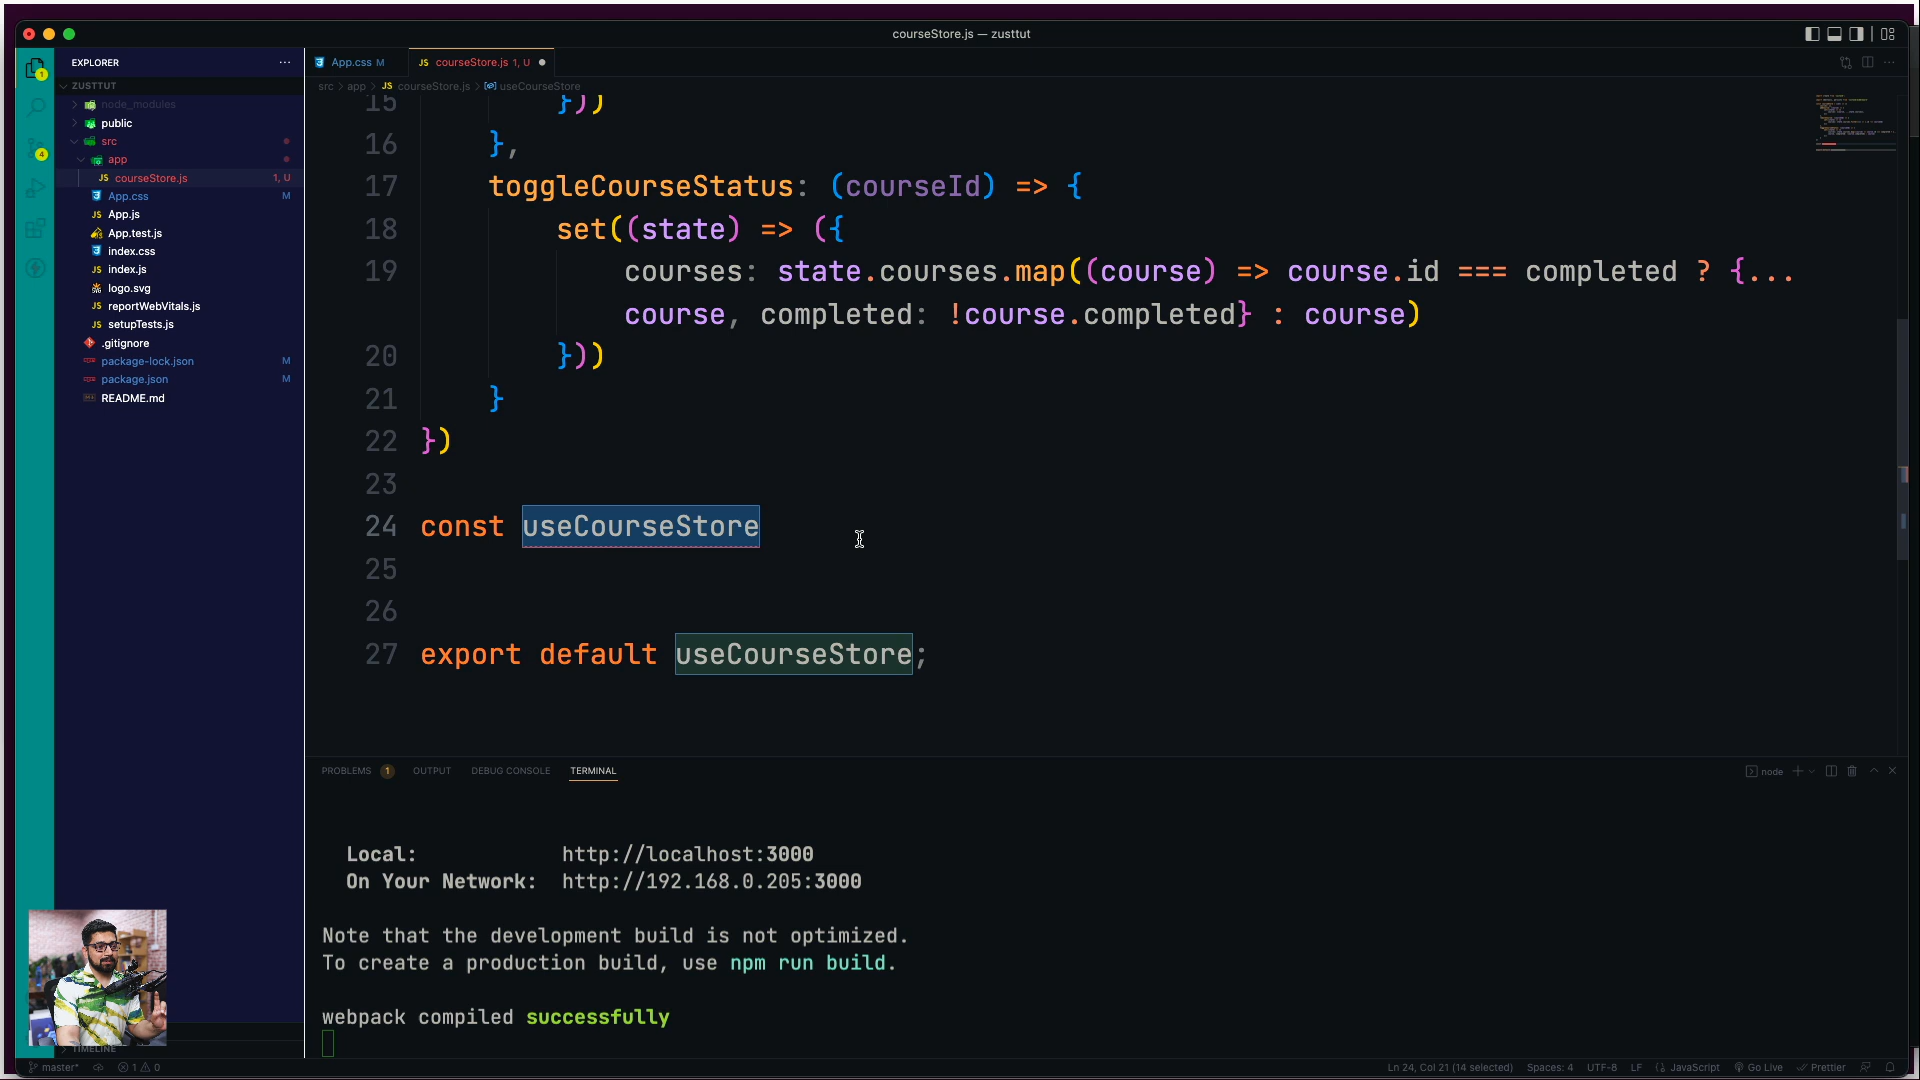 courseStore.js — zusttut
EXPLORER
ZUSTTUT
node_modules
public
src
app
courseStore.js 1, U
App.css M
App.js
App.test.js
index.css
index.js
logo.svg
reportWebVitals.js
setupTests.js
.gitignore
package-lock.json M
package.json M
README.md
TIMELINE
App.css M
courseStore.js 1, U
src > app > courseStore.js > useCourseStore
15 }))
16 },
17 toggleCourseStatus: (courseId) => {
18 set((state) => ({
19 courses: state.courses.map((course) => course.id === completed ? {...
course, completed: !course.completed} : course)
20 }))
21 }
22 })
23
24 const useCourseStore
25
26
27 export default useCourseStore;
PROBLEMS 1 OUTPUT DEBUG CONSOLE TERMINAL
node
Local: http://localhost:3000
On Your Network: http://192.168.0.205:3000
Note that the development build is not optimized.
To create a production build, use npm run build.
webpack compiled successfully
master* 1 0
Ln 24, Col 21 (14 selected) Spaces: 4 UTF-8 LF JavaScript Go Live Prettier